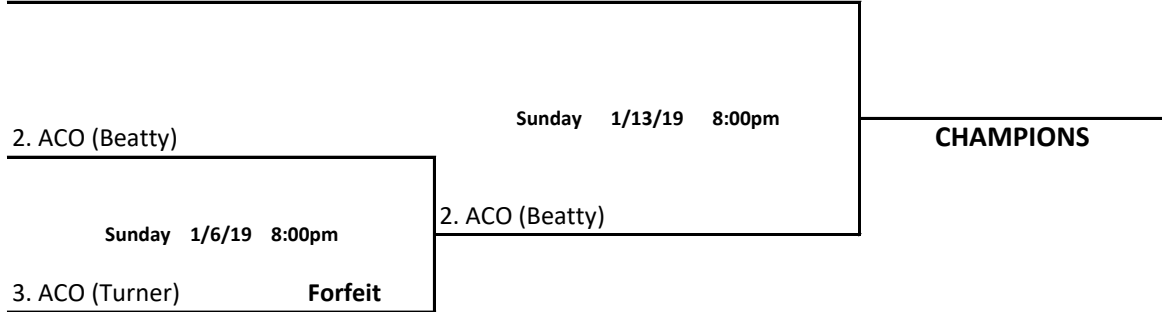 Sunday 1/13/19 8:00pm
2. ACO (Beatty)
CHAMPIONS
2. ACO (Beatty)
Sunday 1/6/19 8:00pm
3. ACO (Turner) Forfeit